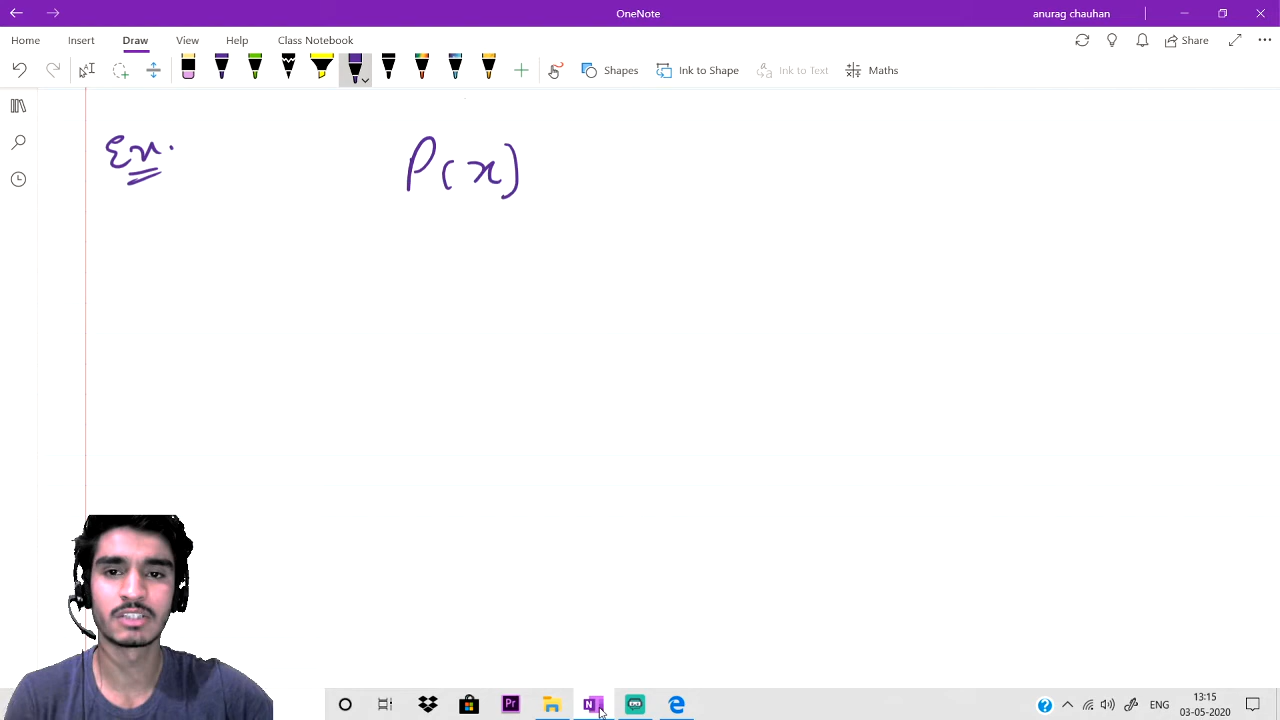 OneNote
anurag chauhan
Home Insert Draw View Help Class Notebook
Share
Shapes Ink to Shape Ink to Text Maths
Ex.
P(x)
Pr N
ENG 13:15
03-05-2020